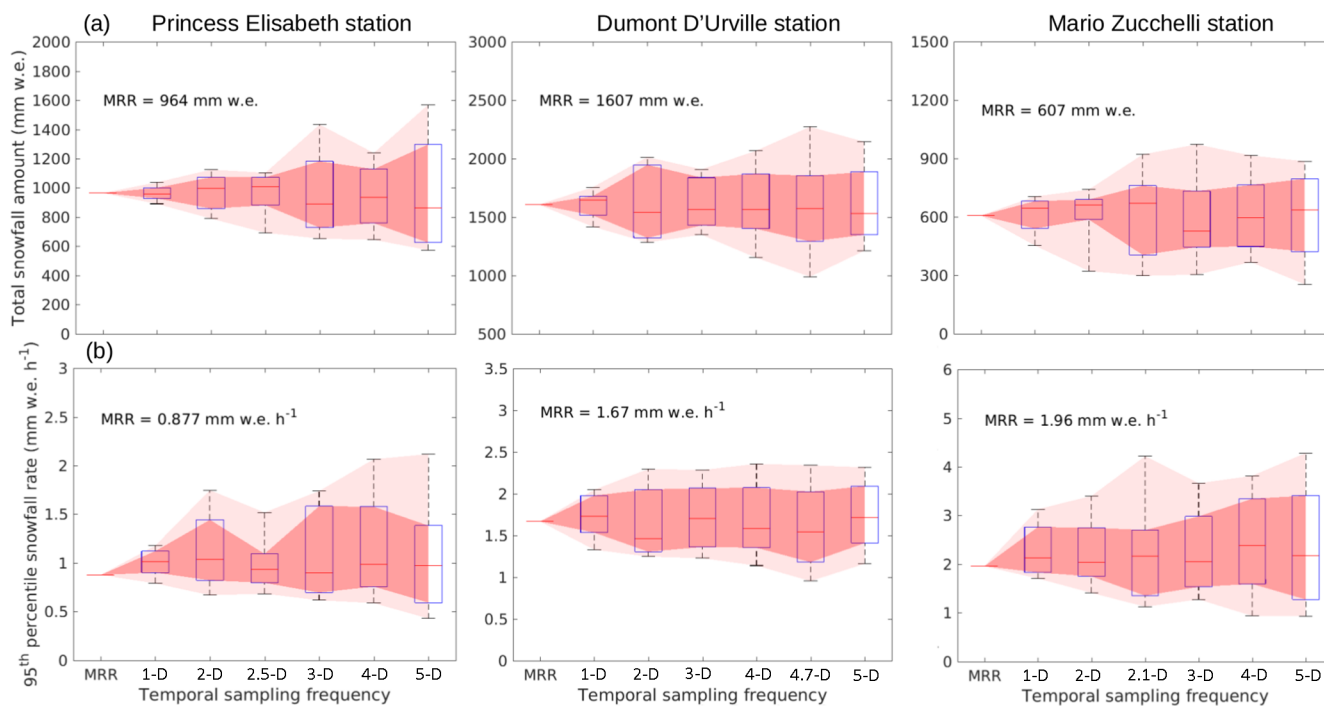 (a) Princess Elisabeth station Dumont D'Urville station Mario Zucchelli station
Total snowfall amount (mm w.e.)
2000
1800
1600
1400
1200
1000
800
600
400
200
0
MRR = 964 mm w.e.
3000
2500
2000
1500
1000
500
MRR = 1607 mm w.e.
1500
1200
900
600
300
0
MRR = 607 mm w.e.
(b)
95th percentile snowfall rate (mm w.e. h-1)
3
2.5
2
1.5
1
0.5
0
MRR = 0.877 mm w.e. h-1
MRR 1-D 2-D 2.5-D 3-D 4-D 5-D
Temporal sampling frequency
3.5
3
2.5
2
1.5
1
0.5
0
MRR = 1.67 mm w.e. h-1
MRR 1-D 2-D 3-D 4-D 4.7-D 5-D
Temporal sampling frequency
6
5
4
3
2
1
0
MRR = 1.96 mm w.e. h-1
MRR 1-D 2-D 2.1-D 3-D 4-D 5-D
Temporal sampling frequency